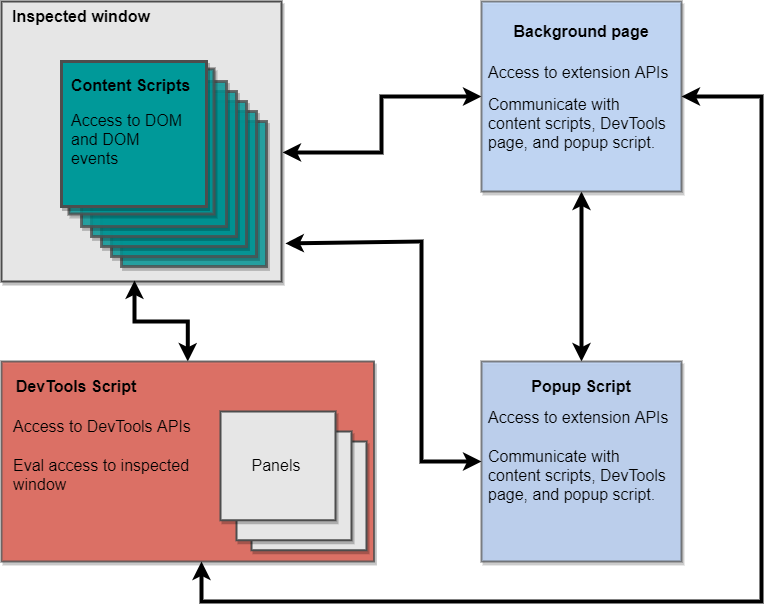 Inspected window
Content Scripts
Access to DOM
and DOM
events
Background page
Access to extension APIs
Communicate with
content scripts, DevTools
page, and popup script.
DevTools Script
Access to DevTools APIs
Eval access to inspected
window
Panels
Popup Script
Access to extension APIs
Communicate with
content scripts, DevTools
page, and popup script.